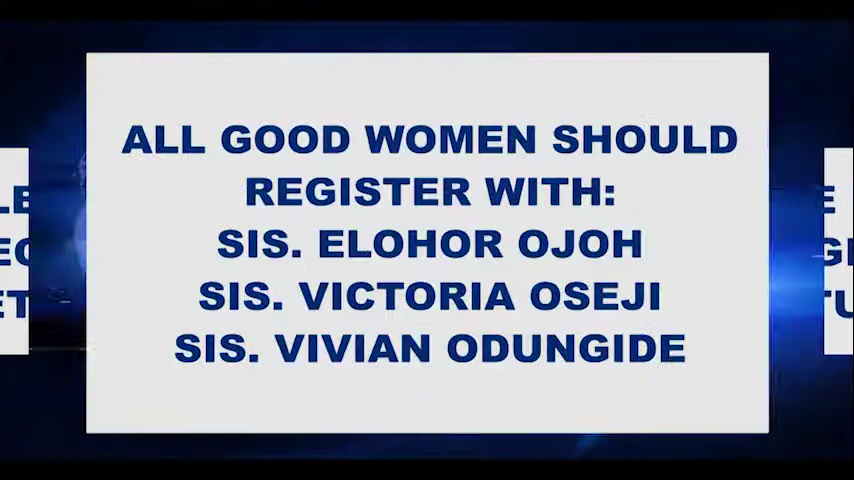 ALL GOOD WOMEN SHOULD
REGISTER WITH:
SIS. ELOHOR OJOH
SIS. VICTORIA OSEJI
SIS. VIVIAN ODUNGIDE